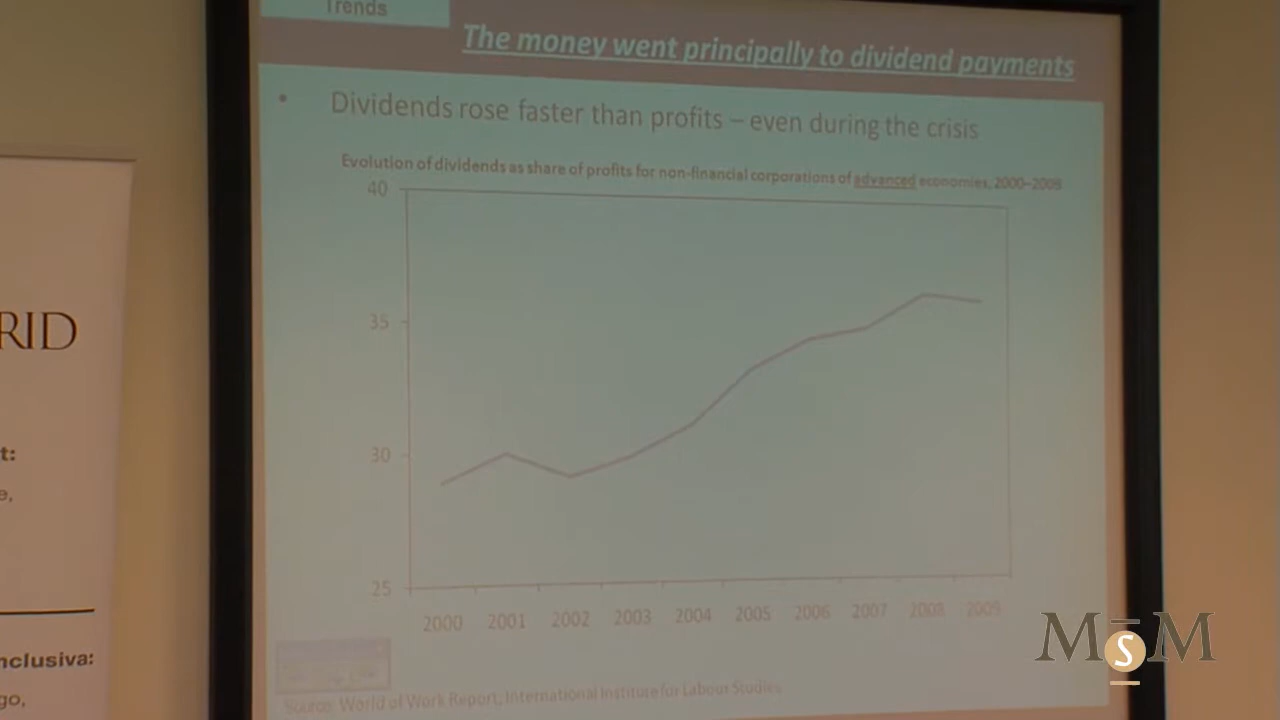 Trends
The money went principally to dividend payments
• Dividends rose faster than profits – even during the crisis
Evolution of dividends as share of profits for non-financial corporations of advanced economies, 2000–2009
40
35
30
25
2000 2001 2002 2003 2004 2005 2006 2007 2008 2009
Source: World of Work Report, International Institute for Labour Studies
RID
t:
e,
nclusiva:
go,
MSM